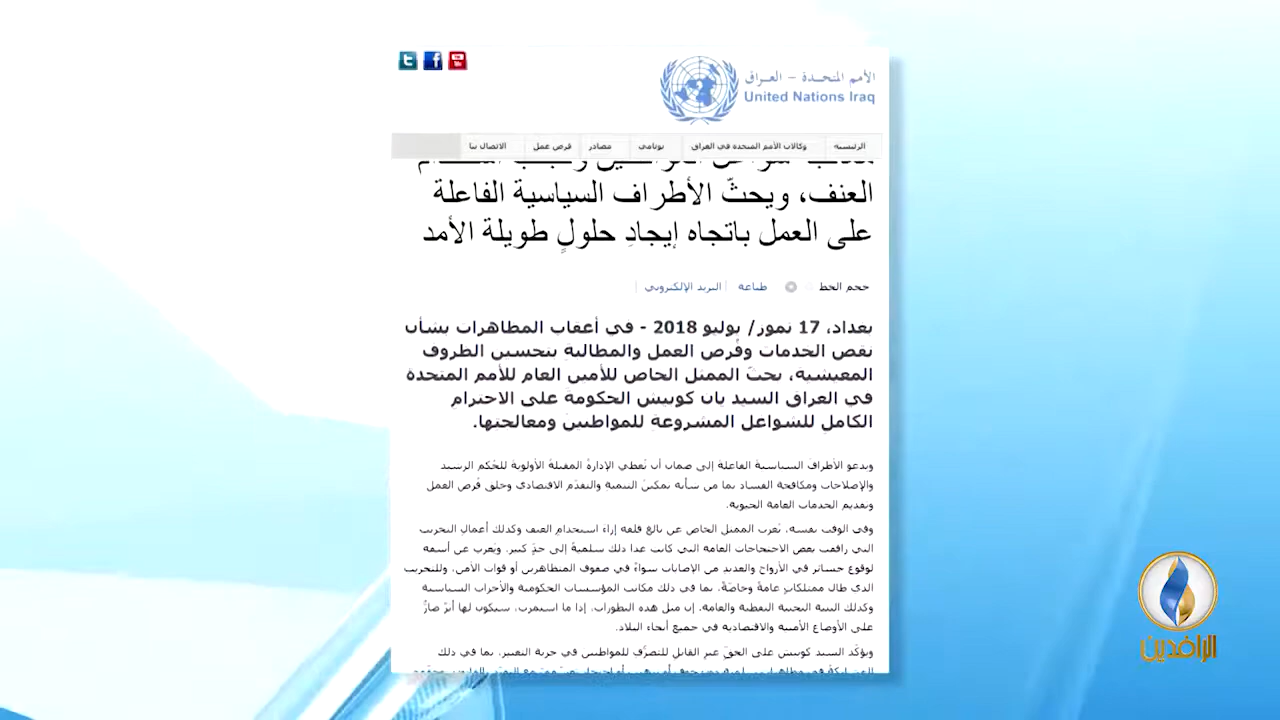 الأمم المتحدة - العراق
United Nations Iraq
الرئيسية
وكالات الأمم المتحدة في العراق
يونامي
مصادر
فرص عمل
الاتصال بنا
العنف، ويحثّ الأطراف السياسية الفاعلة
على العمل باتجاه إيجادِ حلولٍ طويلة الأمد
حجم الخط
طباعة
البريد الإلكتروني
بغداد، 17 تموز/ يوليو 2018 - في أعقاب المظاهرات بشأن
نقص الخدمات وفُرص العمل والمطالبةِ بتحسين الظروف
المعيشية، يحثّ الممثل الخاص للأمين العام للأمم المتحدة
في العراق السيد يان كوبيش الحكومة على الاحترامِ
الكاملِ للشواغل المشروعة للمواطنين ومعالجتها.
ويدعو الأطراف السياسية الفاعلة إلى ضمان أن تُعطي الإدارةُ المقبلةُ الأولوية للحُكم الرشيد
والإصلاحات ومكافحة الفساد بما من شأنه تمكينُ التنميةِ والتقدّم الاقتصادي وخلق فُرص العمل
وتقديم الخدمات العامة الحيوية.
وفي الوقت نفسه، يُعرب الممثل الخاص عن بالغ قلقه إزاء استخدامِ العنف وكذلك أعمالِ التخريب
التي رافقت بعض الاحتجاجات العامة التي كانت عدا ذلك سلميةً إلى حدٍّ كبير. ويُعرب عن أسفه
لوقوع خسائر في الأرواح والعديدِ من الإصابات سواءً في صفوف المتظاهرين أو قوات الأمن، وللتخريب
الذي طال ممتلكاتٍ عامةً وخاصّةً، بما في ذلك مكاتب المؤسسات الحكومية والأحزاب السياسية
وكذلك البنية التحتية النفطية والعامة. إن مثل هذه التطورات، إذا ما استمرت، سيكون لها أثرٌ ضارٌّ
على الأوضاع الأمنية والاقتصادية في جميع أنحاء البلاد.
ويؤكّد السيد كوبيش على الحقِّ غيرِ القابلِ للتصرُّف للمواطنين في حرية التعبير، بما في ذلك
الرافدين